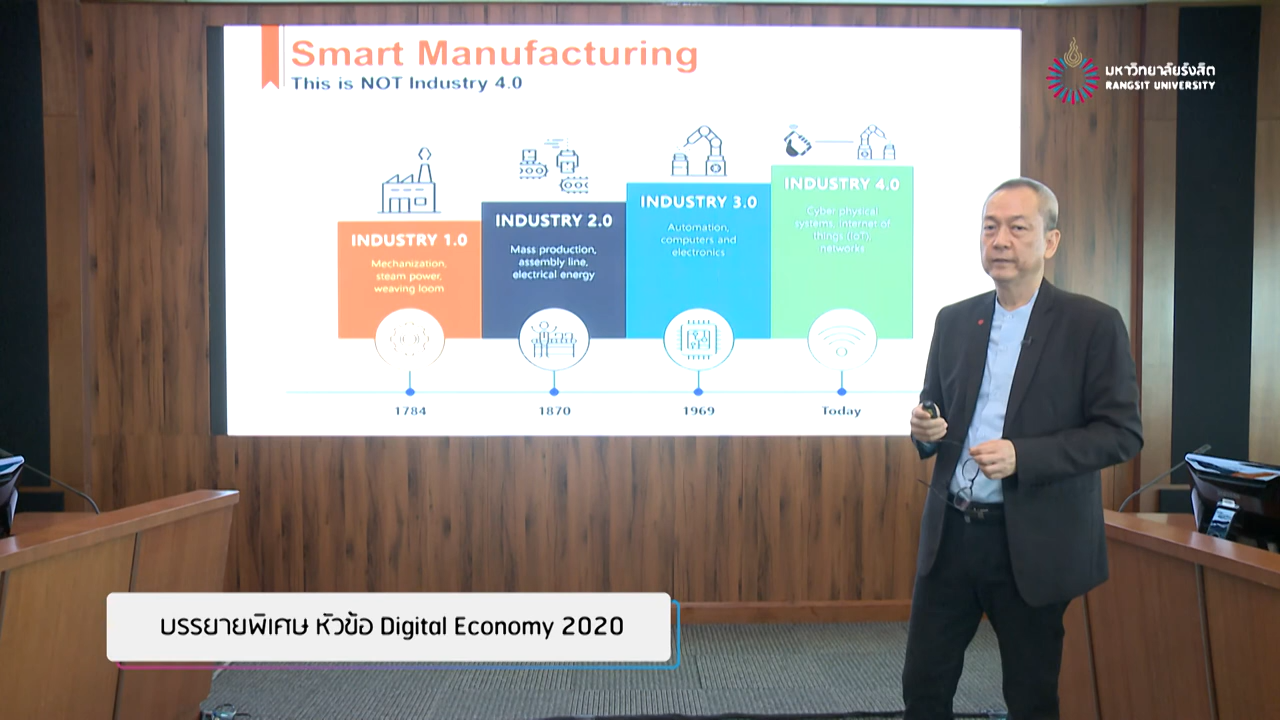 Smart Manufacturing
This is NOT Industry 4.0
มหาวิทยาลัยรังสิต
RANGSIT UNIVERSITY
INDUSTRY 1.0
Mechanization,
steam power,
weaving loom
INDUSTRY 2.0
Mass production,
assembly line,
electrical energy
INDUSTRY 3.0
Automation,
computers and
electronics
INDUSTRY 4.0
Cyber physical
systems, internet of
things (IoT),
networks
1784
1870
1969
Today
บรรยายพิเศษ หัวข้อ Digital Economy 2020